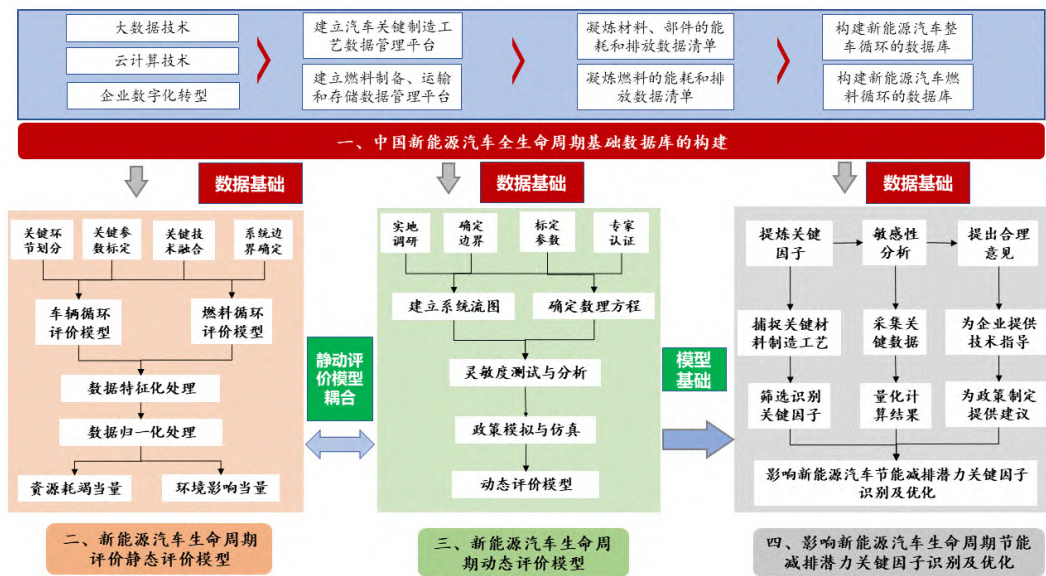 大数据技术
云计算技术
企业数字化转型
建立汽车关键制造工
艺数据管理平台
建立燃料制备、运输
和存储数据管理平台
凝炼材料、部件的能
耗和排放数据清单
凝炼燃料的能耗和排
放数据清单
构建新能源汽车整
车循环的数据库
构建新能源汽车燃
料循环的数据库
一、中国新能源汽车全生命周期基础数据库的构建
数据基础
数据基础
数据基础
关键环
节划分
关键参
数标定
关键技
术融合
系统边
界确定
车辆循环
评价模型
燃料循环
评价模型
数据特征化处理
数据归一化处理
资源耗竭当量
环境影响当量
二、新能源汽车生命周期
评价静态评价模型
静动评
价模型
耦合
实地
调研
确定
边界
标定
参数
专家
认证
建立系统流图
确定数理方程
灵敏度测试与分析
政策模拟与仿真
动态评价模型
三、新能源汽车生命周
期动态评价模型
模型
基础
提炼关键
因子
敏感性
分析
提出合理
意见
捕捉关键材
料制造工艺
采集关
键数据
为企业提供
技术指导
筛选识别
关键因子
量化计
算结果
为政策制定
提供建议
影响新能源汽车节能减排潜力关键因子
识别及优化
四、影响新能源汽车生命周期节能
减排潜力关键因子识别及优化